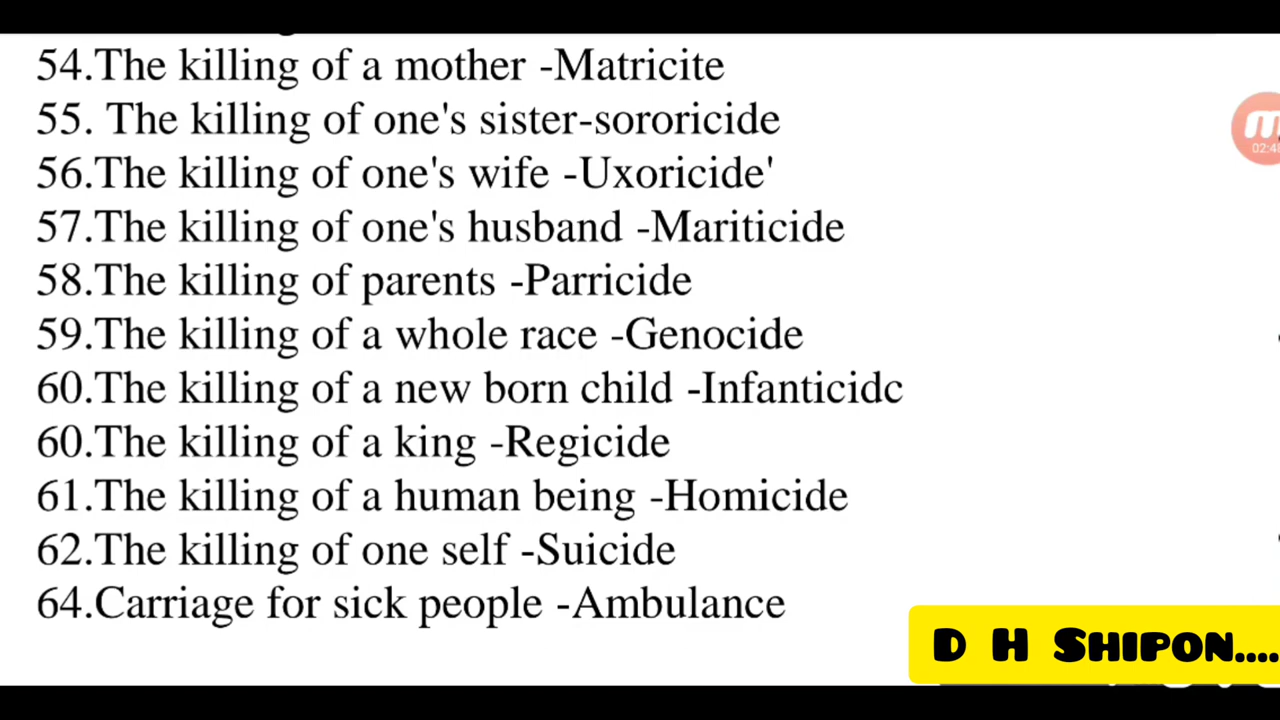 54.The killing of a mother -Matricite
55. The killing of one's sister-sororicide
56.The killing of one's wife -Uxoricide'
57.The killing of one's husband -Mariticide
58.The killing of parents -Parricide
59.The killing of a whole race -Genocide
60.The killing of a new born child -Infanticidc
60.The killing of a king -Regicide
61.The killing of a human being -Homicide
62.The killing of one self -Suicide
64.Carriage for sick people -Ambulance
D H SHIPON....